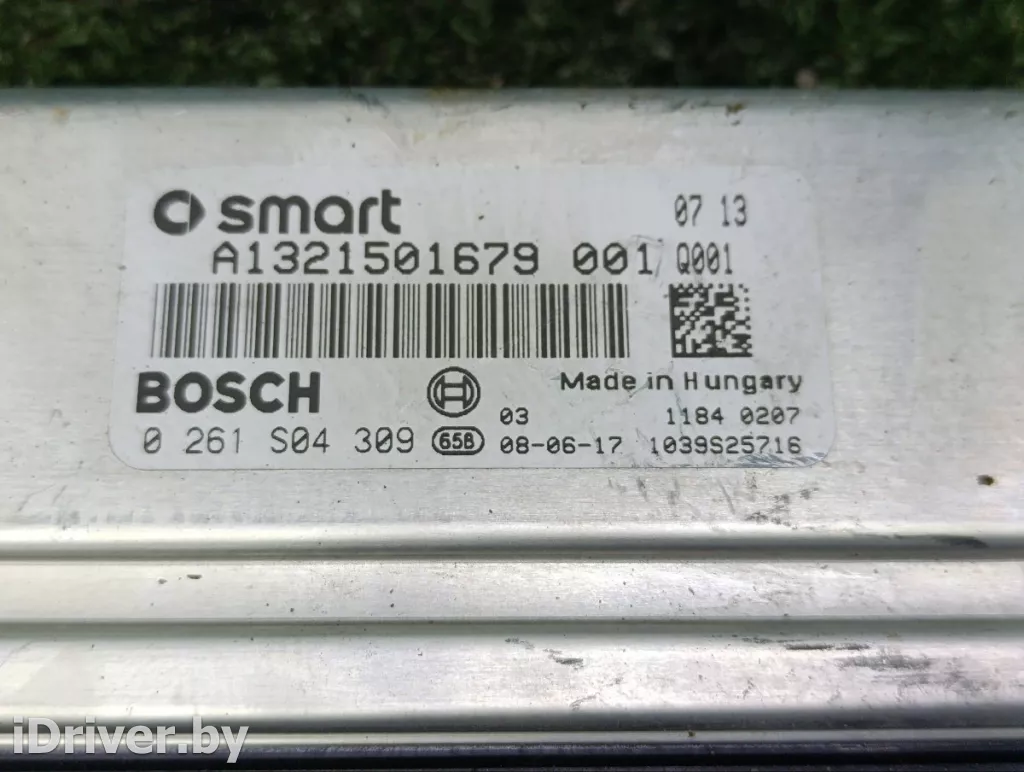 smart 07 13
A1321501679 001 Q001
BOSCH Made in Hungary
03 1184 0207
0 261 S04 309 658 08-06-17 1039S25716
iDriver.by